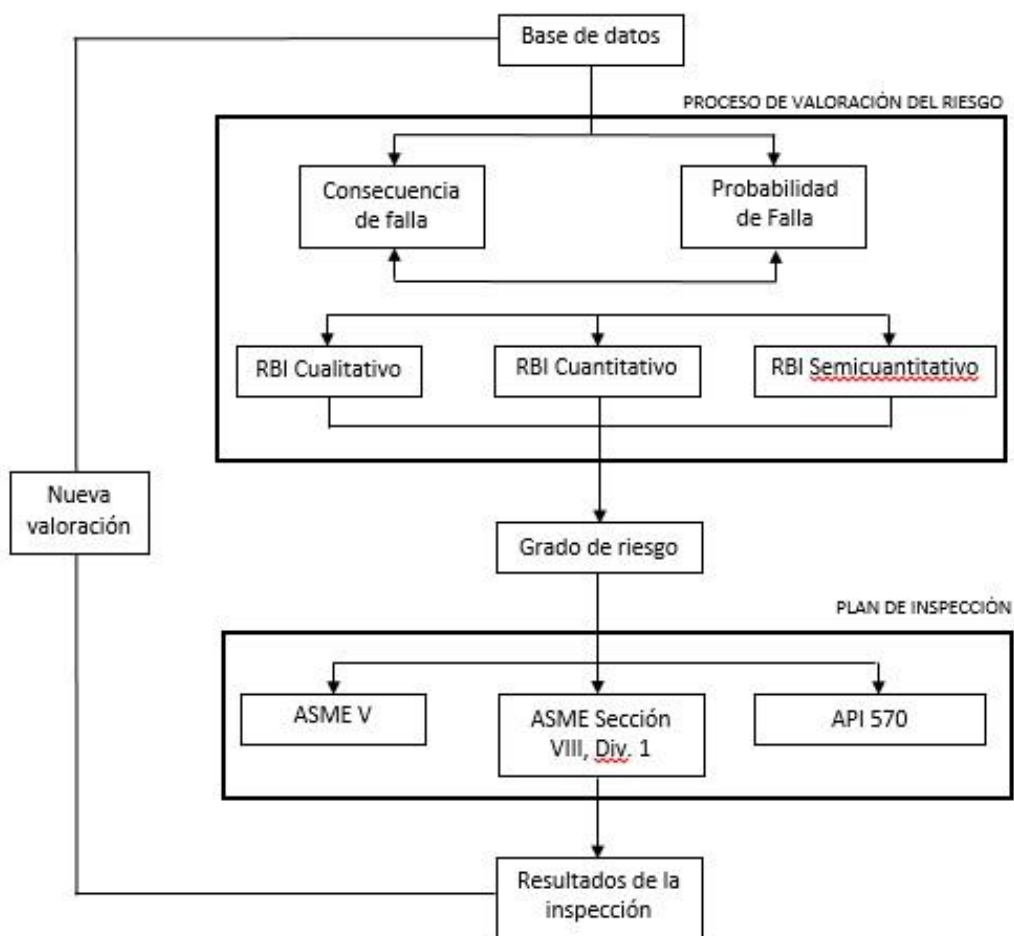 Base de datos
PROCESO DE VALORACIÓN DEL RIESGO
Consecuencia
de falla
Probabilidad
de Falla
RBI Cualitativo
RBI Cuantitativo
RBI Semicuantitativo
Nueva
valoración
Grado de riesgo
PLAN DE INSPECCIÓN
ASME V
ASME Sección
VIII, Div. 1
API 570
Resultados de la
inspección